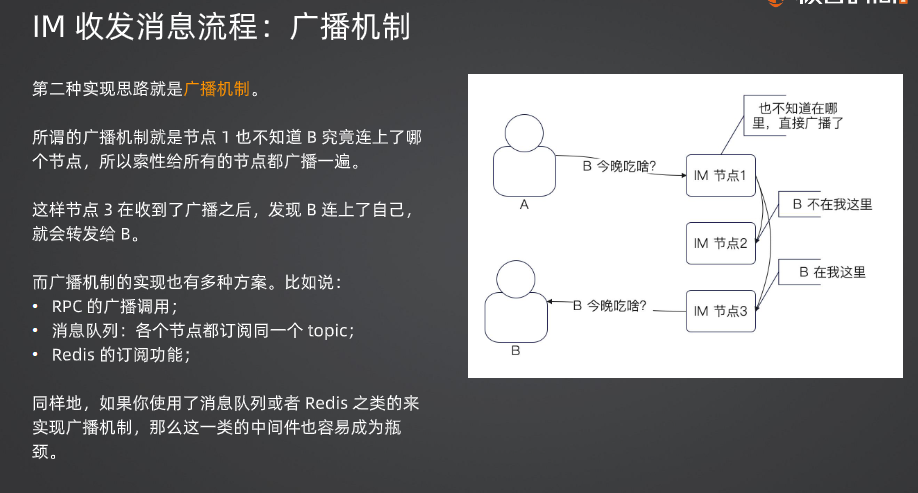 IM 收发消息流程：广播机制
第二种实现思路就是广播机制。
所谓的广播机制就是节点 1 也不知道 B 究竟连上了哪
个节点，所以索性给所有的节点都广播一遍。
这样节点 3 在收到了广播之后，发现 B 连上了自己，
就会转发给 B。
而广播机制的实现也有多种方案。比如说：
• RPC 的广播调用；
• 消息队列：各个节点都订阅同一个 topic；
• Redis 的订阅功能；
同样地，如果你使用了消息队列或者 Redis 之类的来
实现广播机制，那么这一类的中间件也容易成为瓶
颈。
也不知道在哪
里，直接广播了
B 今晚吃啥?
IM 节点1
A
B 不在我这里
IM 节点2
B 在我这里
B 今晚吃啥?
IM 节点3
B